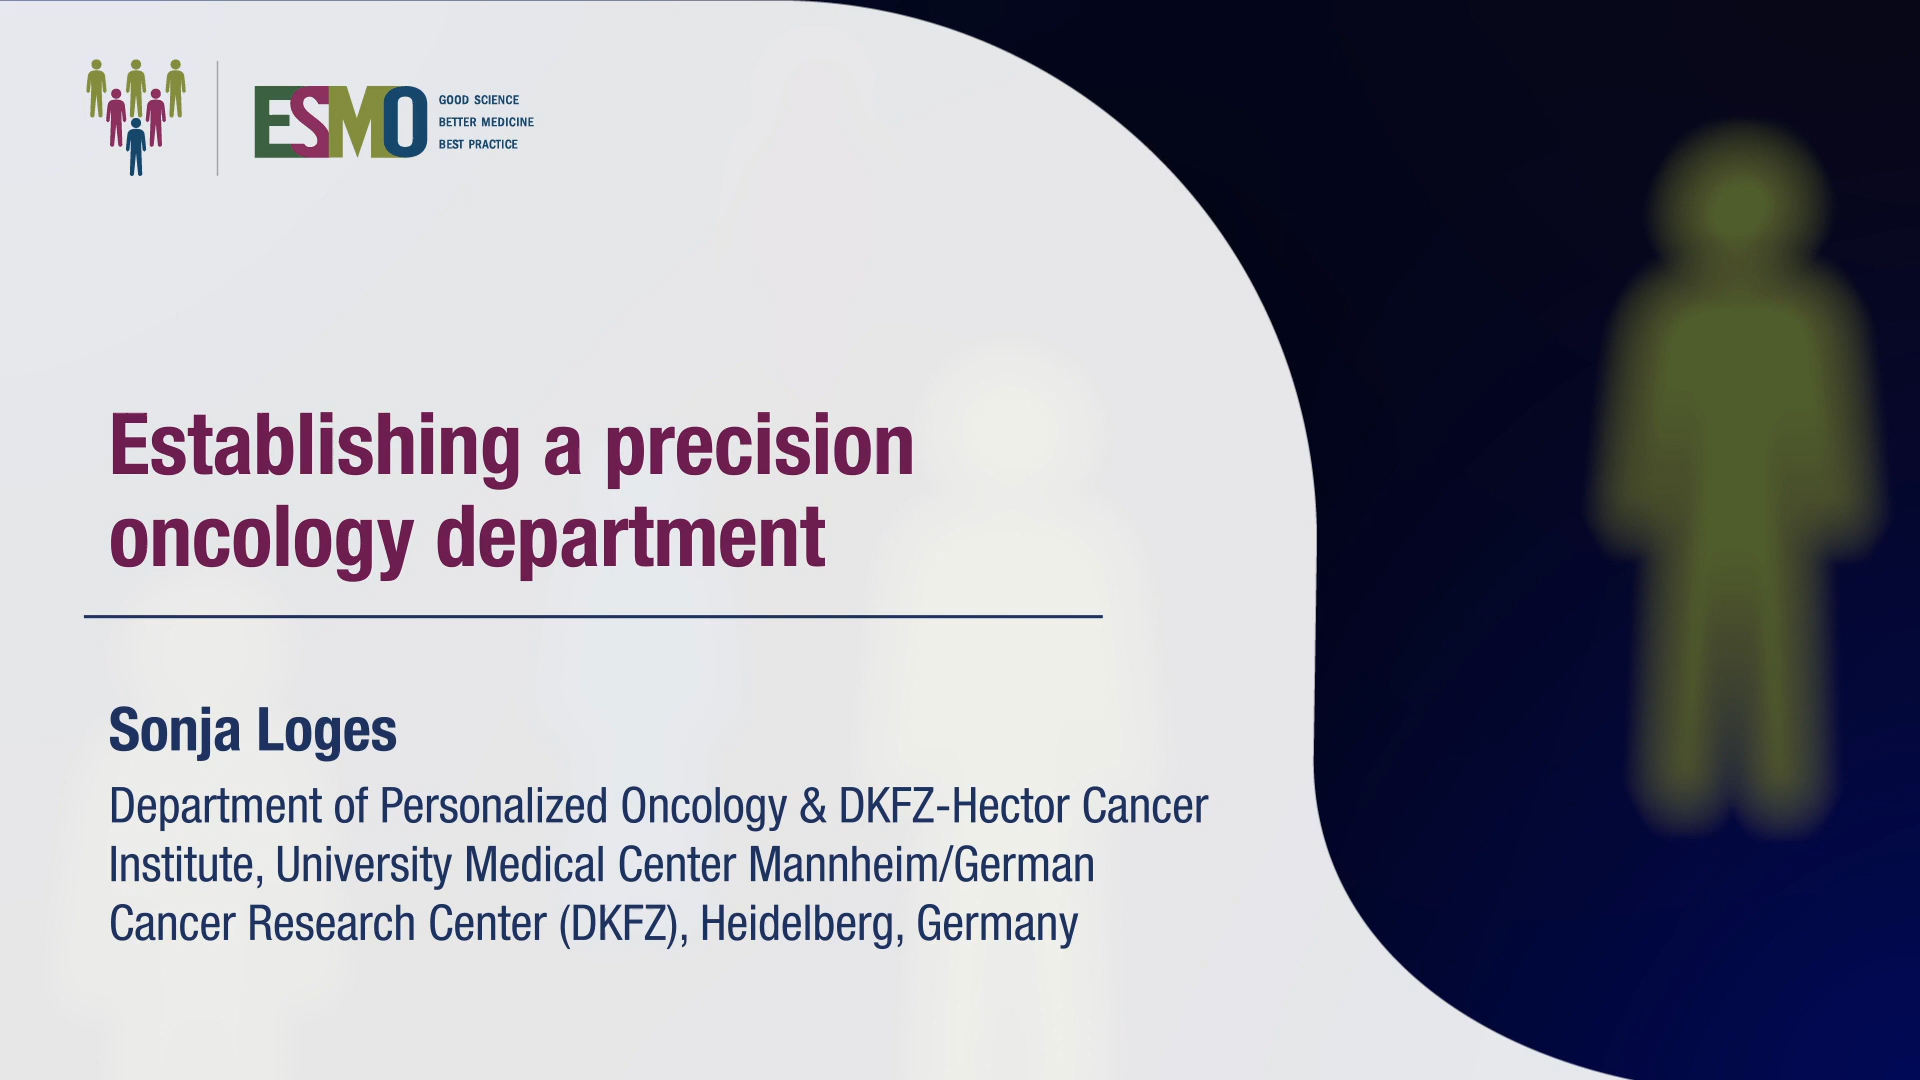 ESMO
GOOD SCIENCE
BETTER MEDICINE
BEST PRACTICE
Establishing a precision
oncology department
Sonja Loges
Department of Personalized Oncology & DKFZ-Hector Cancer
Institute, University Medical Center Mannheim/German
Cancer Research Center (DKFZ), Heidelberg, Germany